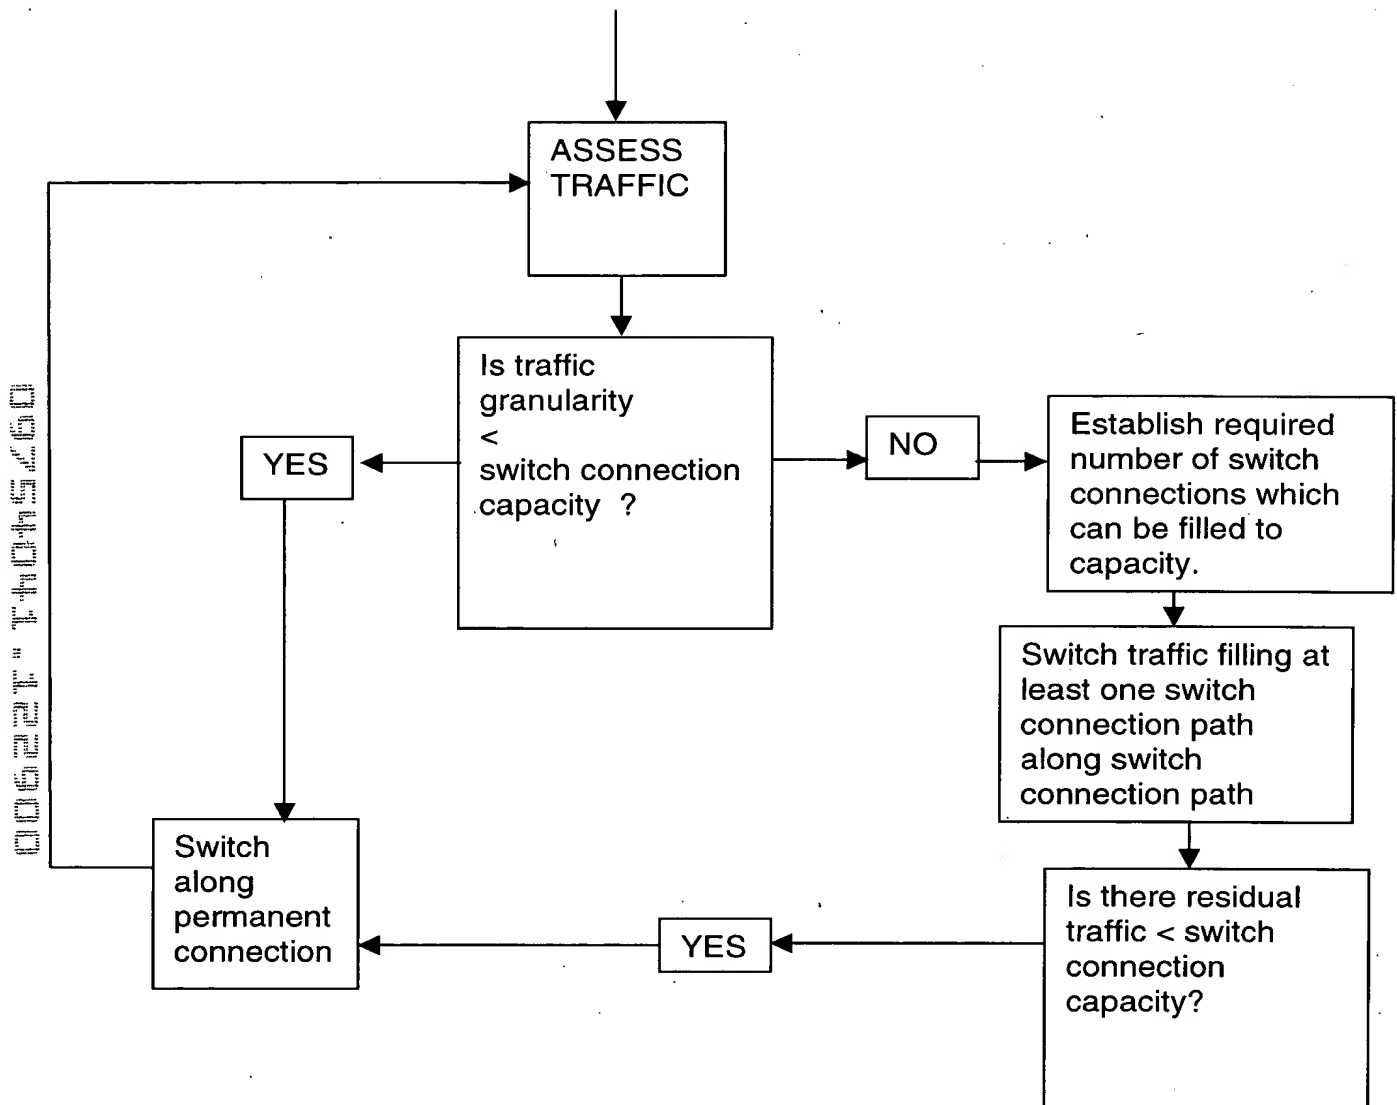 ASSESS
TRAFFIC
Is traffic
granularity
<
switch connection
capacity ?
YES
NO
Establish required
number of switch
connections which
can be filled to
capacity.
Switch traffic filling at
least one switch
connection path
along switch
connection path
Is there residual
traffic < switch
connection
capacity?
YES
Switch
along
permanent
connection
09754041.122900